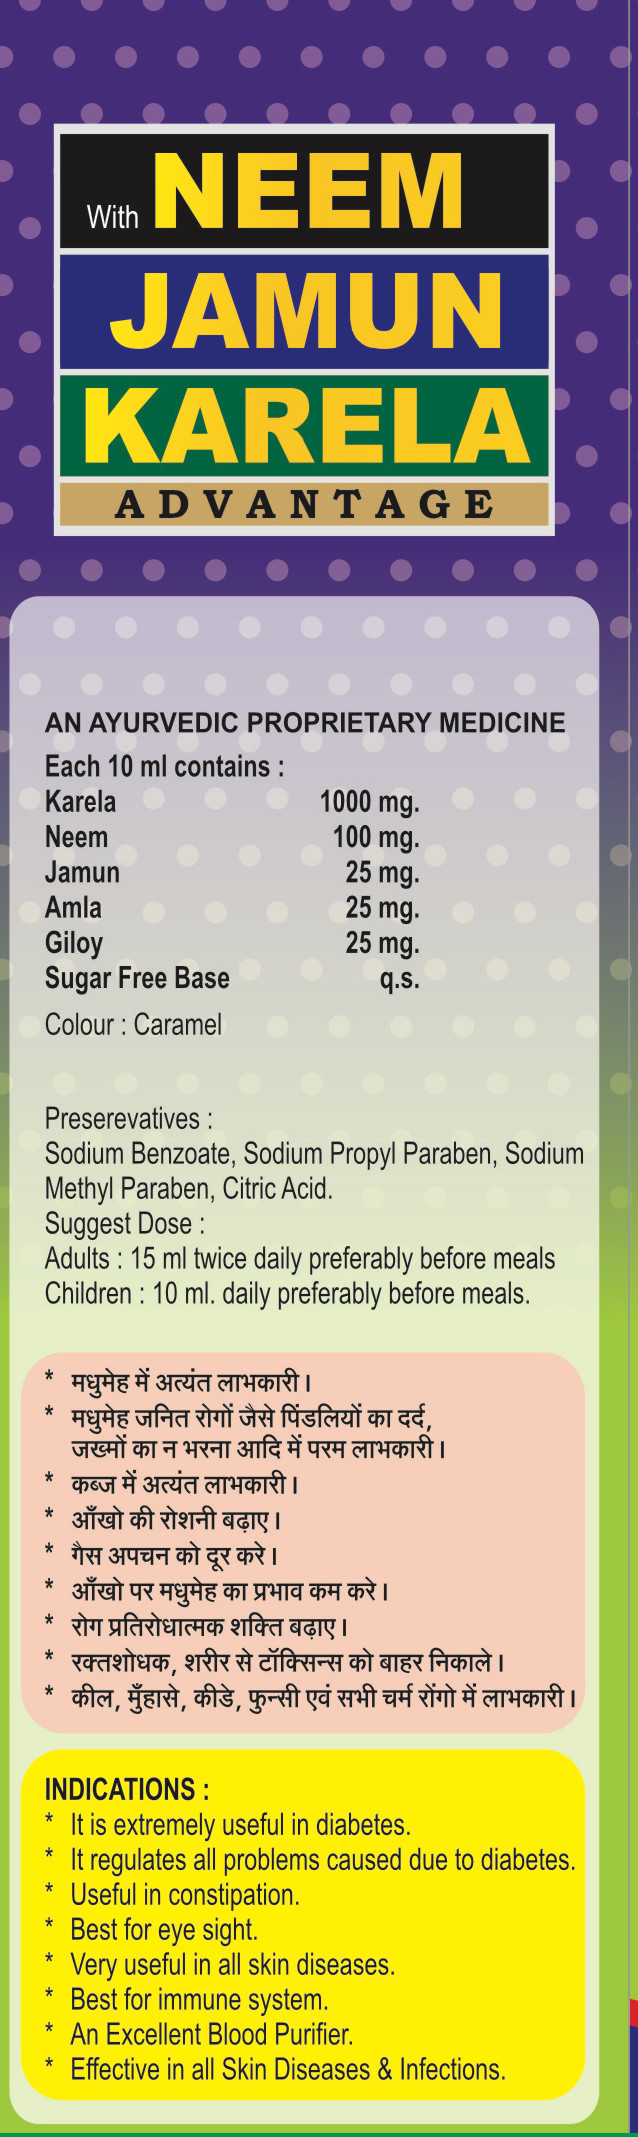 With NEEM
JAMUN
KARELA
ADVANTAGE
AN AYURVEDIC PROPRIETARY MEDICINE
Each 10 ml contains :
Karela 1000 mg.
Neem 100 mg.
Jamun 25 mg.
Amla 25 mg.
Giloy 25 mg.
Sugar Free Base q.s.
Colour : Caramel
Preserevatives :
Sodium Benzoate, Sodium Propyl Paraben, Sodium
Methyl Paraben, Citric Acid.
Suggest Dose :
Adults : 15 ml twice daily preferably before meals
Children : 10 ml. daily preferably before meals.
* मधुमेह में अत्यंत लाभकारी।
* मधुमेह जनित रोगों जैसे पिंडलियों का दर्द,
जख्मों का न भरना आदि में परम लाभकारी।
* कब्ज में अत्यंत लाभकारी।
* आँखो की रोशनी बढ़ाए।
* गैस अपचन को दूर करे।
* आँखो पर मधुमेह का प्रभाव कम करे।
* रोग प्रतिरोधात्मक शक्ति बढ़ाए।
* रक्तशोधक, शरीर से टॉक्सिन्स को बाहर निकाले।
* कील, मुँहासे, कीडे, फुन्सी एवं सभी चर्म रोंगो में लाभकारी।
INDICATIONS :
* It is extremely useful in diabetes.
* It regulates all problems caused due to diabetes.
* Useful in constipation.
* Best for eye sight.
* Very useful in all skin diseases.
* Best for immune system.
* An Excellent Blood Purifier.
* Effective in all Skin Diseases & Infections.